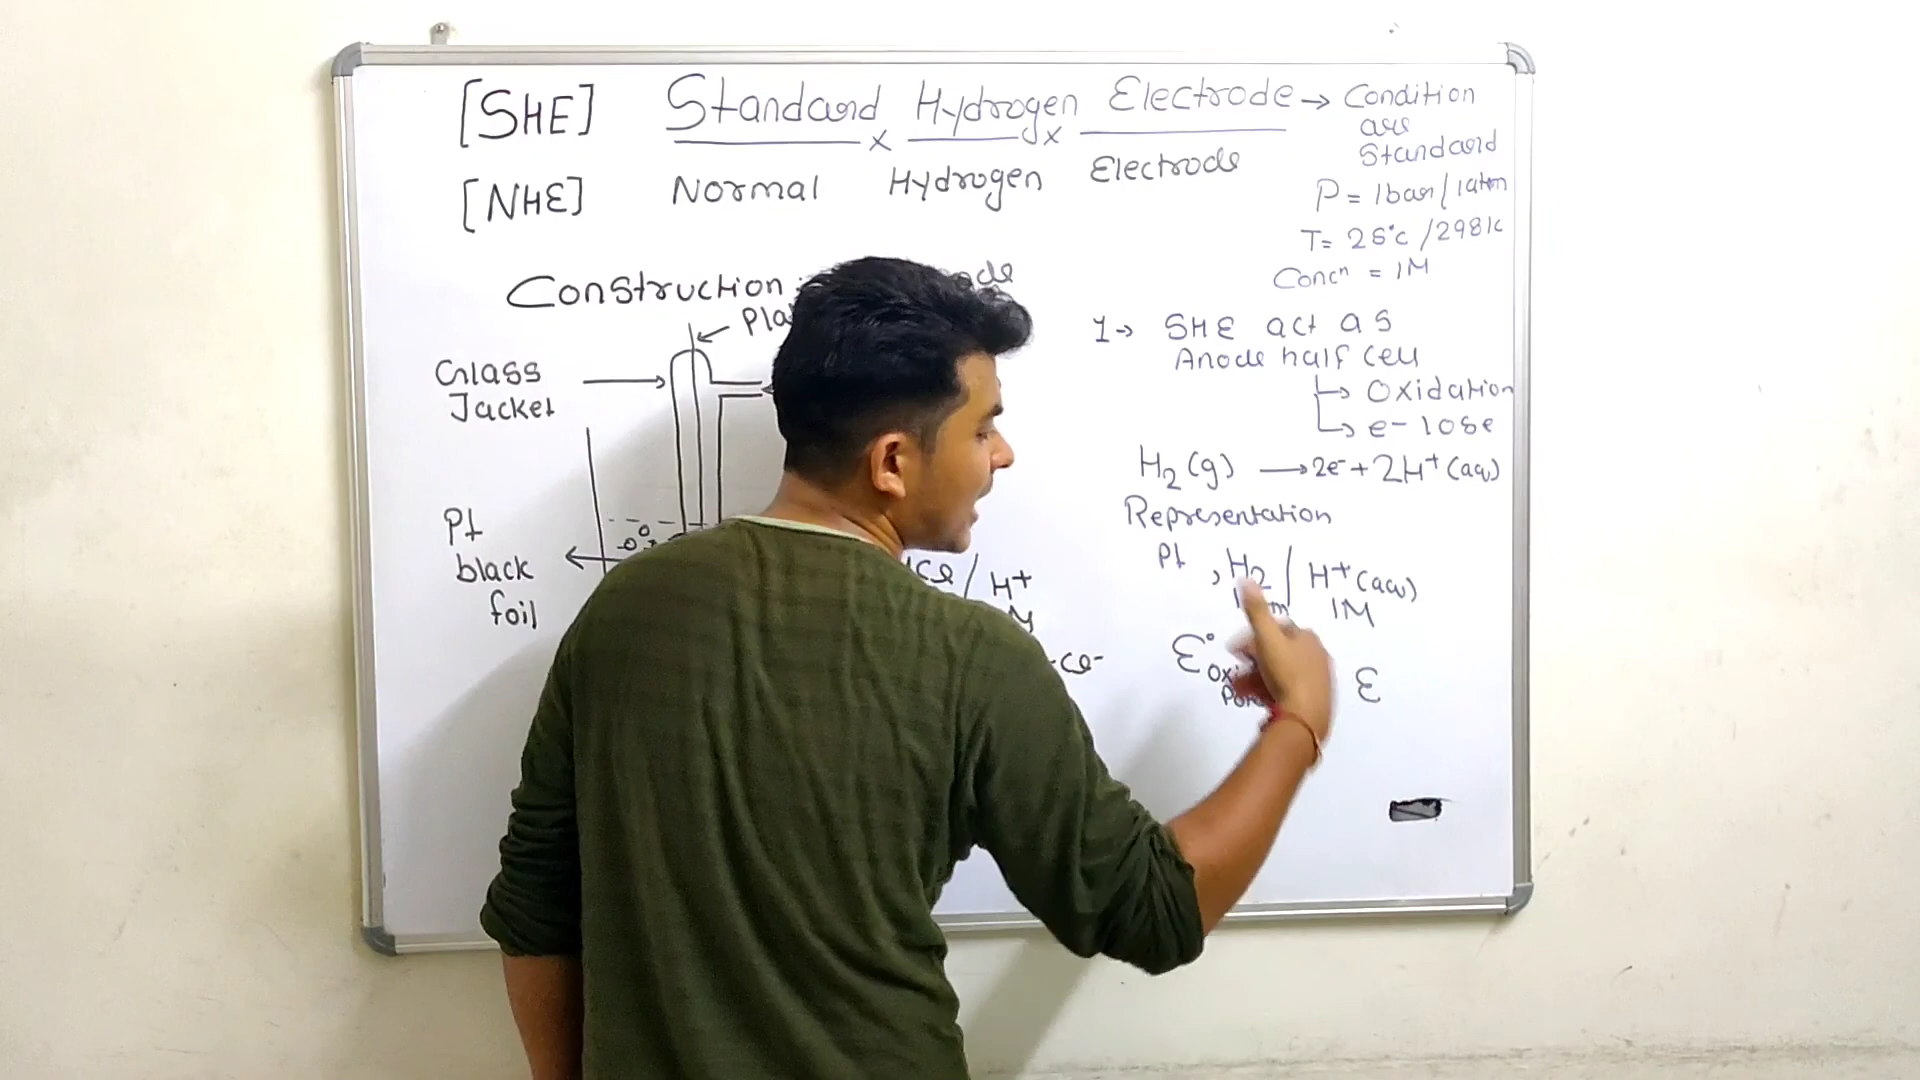 [SHE] Standard Hydrogen Electrode → Condition
are
Standard
[NHE] Normal Hydrogen Electrode
P = 1bar/1atm
T= 25°c /298k
Concⁿ = 1M
Construction :
Glass
Jacket
Pt
black
foil
H+
1 → SHE act as
Anode half cell
↳ Oxidation
↳ e- lose
H2(g) ⟶ 2e- + 2H+ (aq)
Representation
Pt , H2 / H+ (aq)
1M
Ɛ°
Ɛ